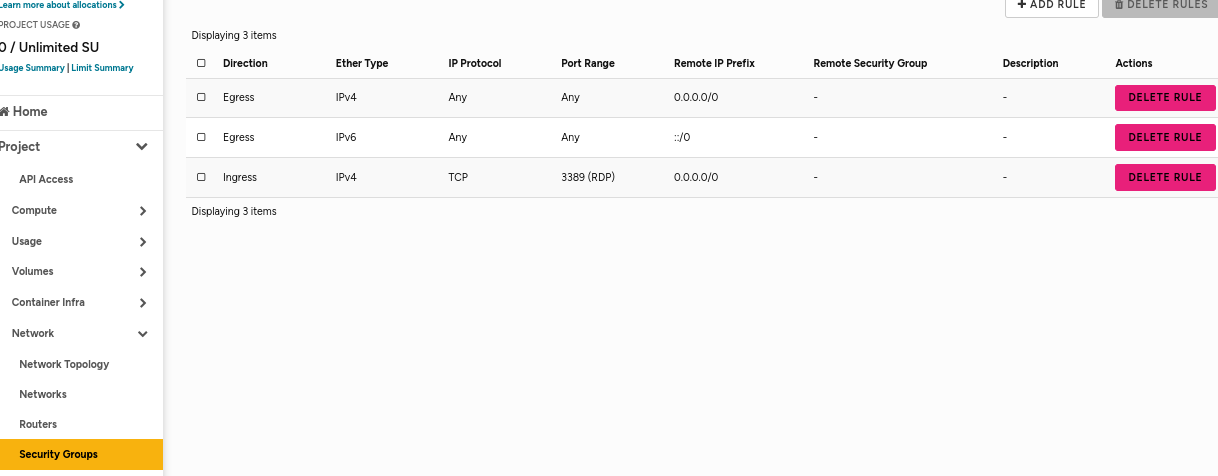 Learn more about allocations
PROJECT USAGE
0 / Unlimited SU
Usage Summary | Limit Summary
Home
Project
API Access
Compute
Usage
Volumes
Container Infra
Network
Network Topology
Networks
Routers
Security Groups
ADD RULE DELETE RULES
Displaying 3 items
Direction Ether Type IP Protocol Port Range Remote IP Prefix Remote Security Group Description Actions
Egress IPv4 Any Any 0.0.0.0/0 - - DELETE RULE
Egress IPv6 Any Any ::/0 - - DELETE RULE
Ingress IPv4 TCP 3389 (RDP) 0.0.0.0/0 - - DELETE RULE
Displaying 3 items